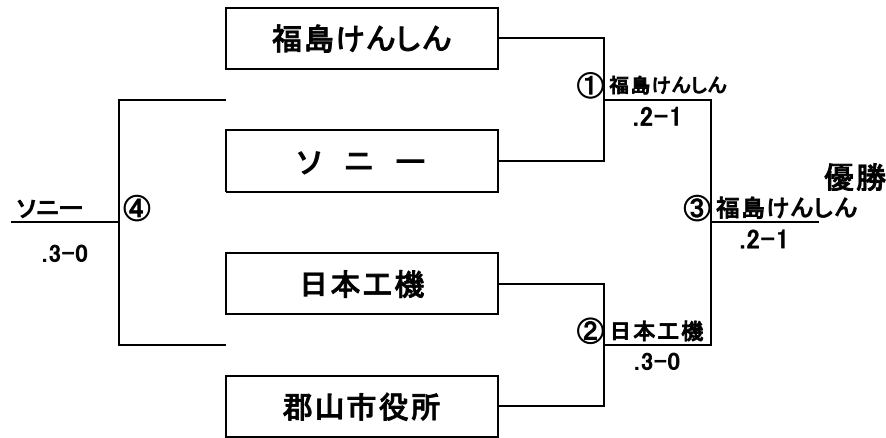 福島けんしん
① 福島けんしん
.2-1
ソ ニ ー
優勝
ソニー
④
③ 福島けんしん
.3-0
.2-1
日本工機
② 日本工機
.3-0
郡山市役所